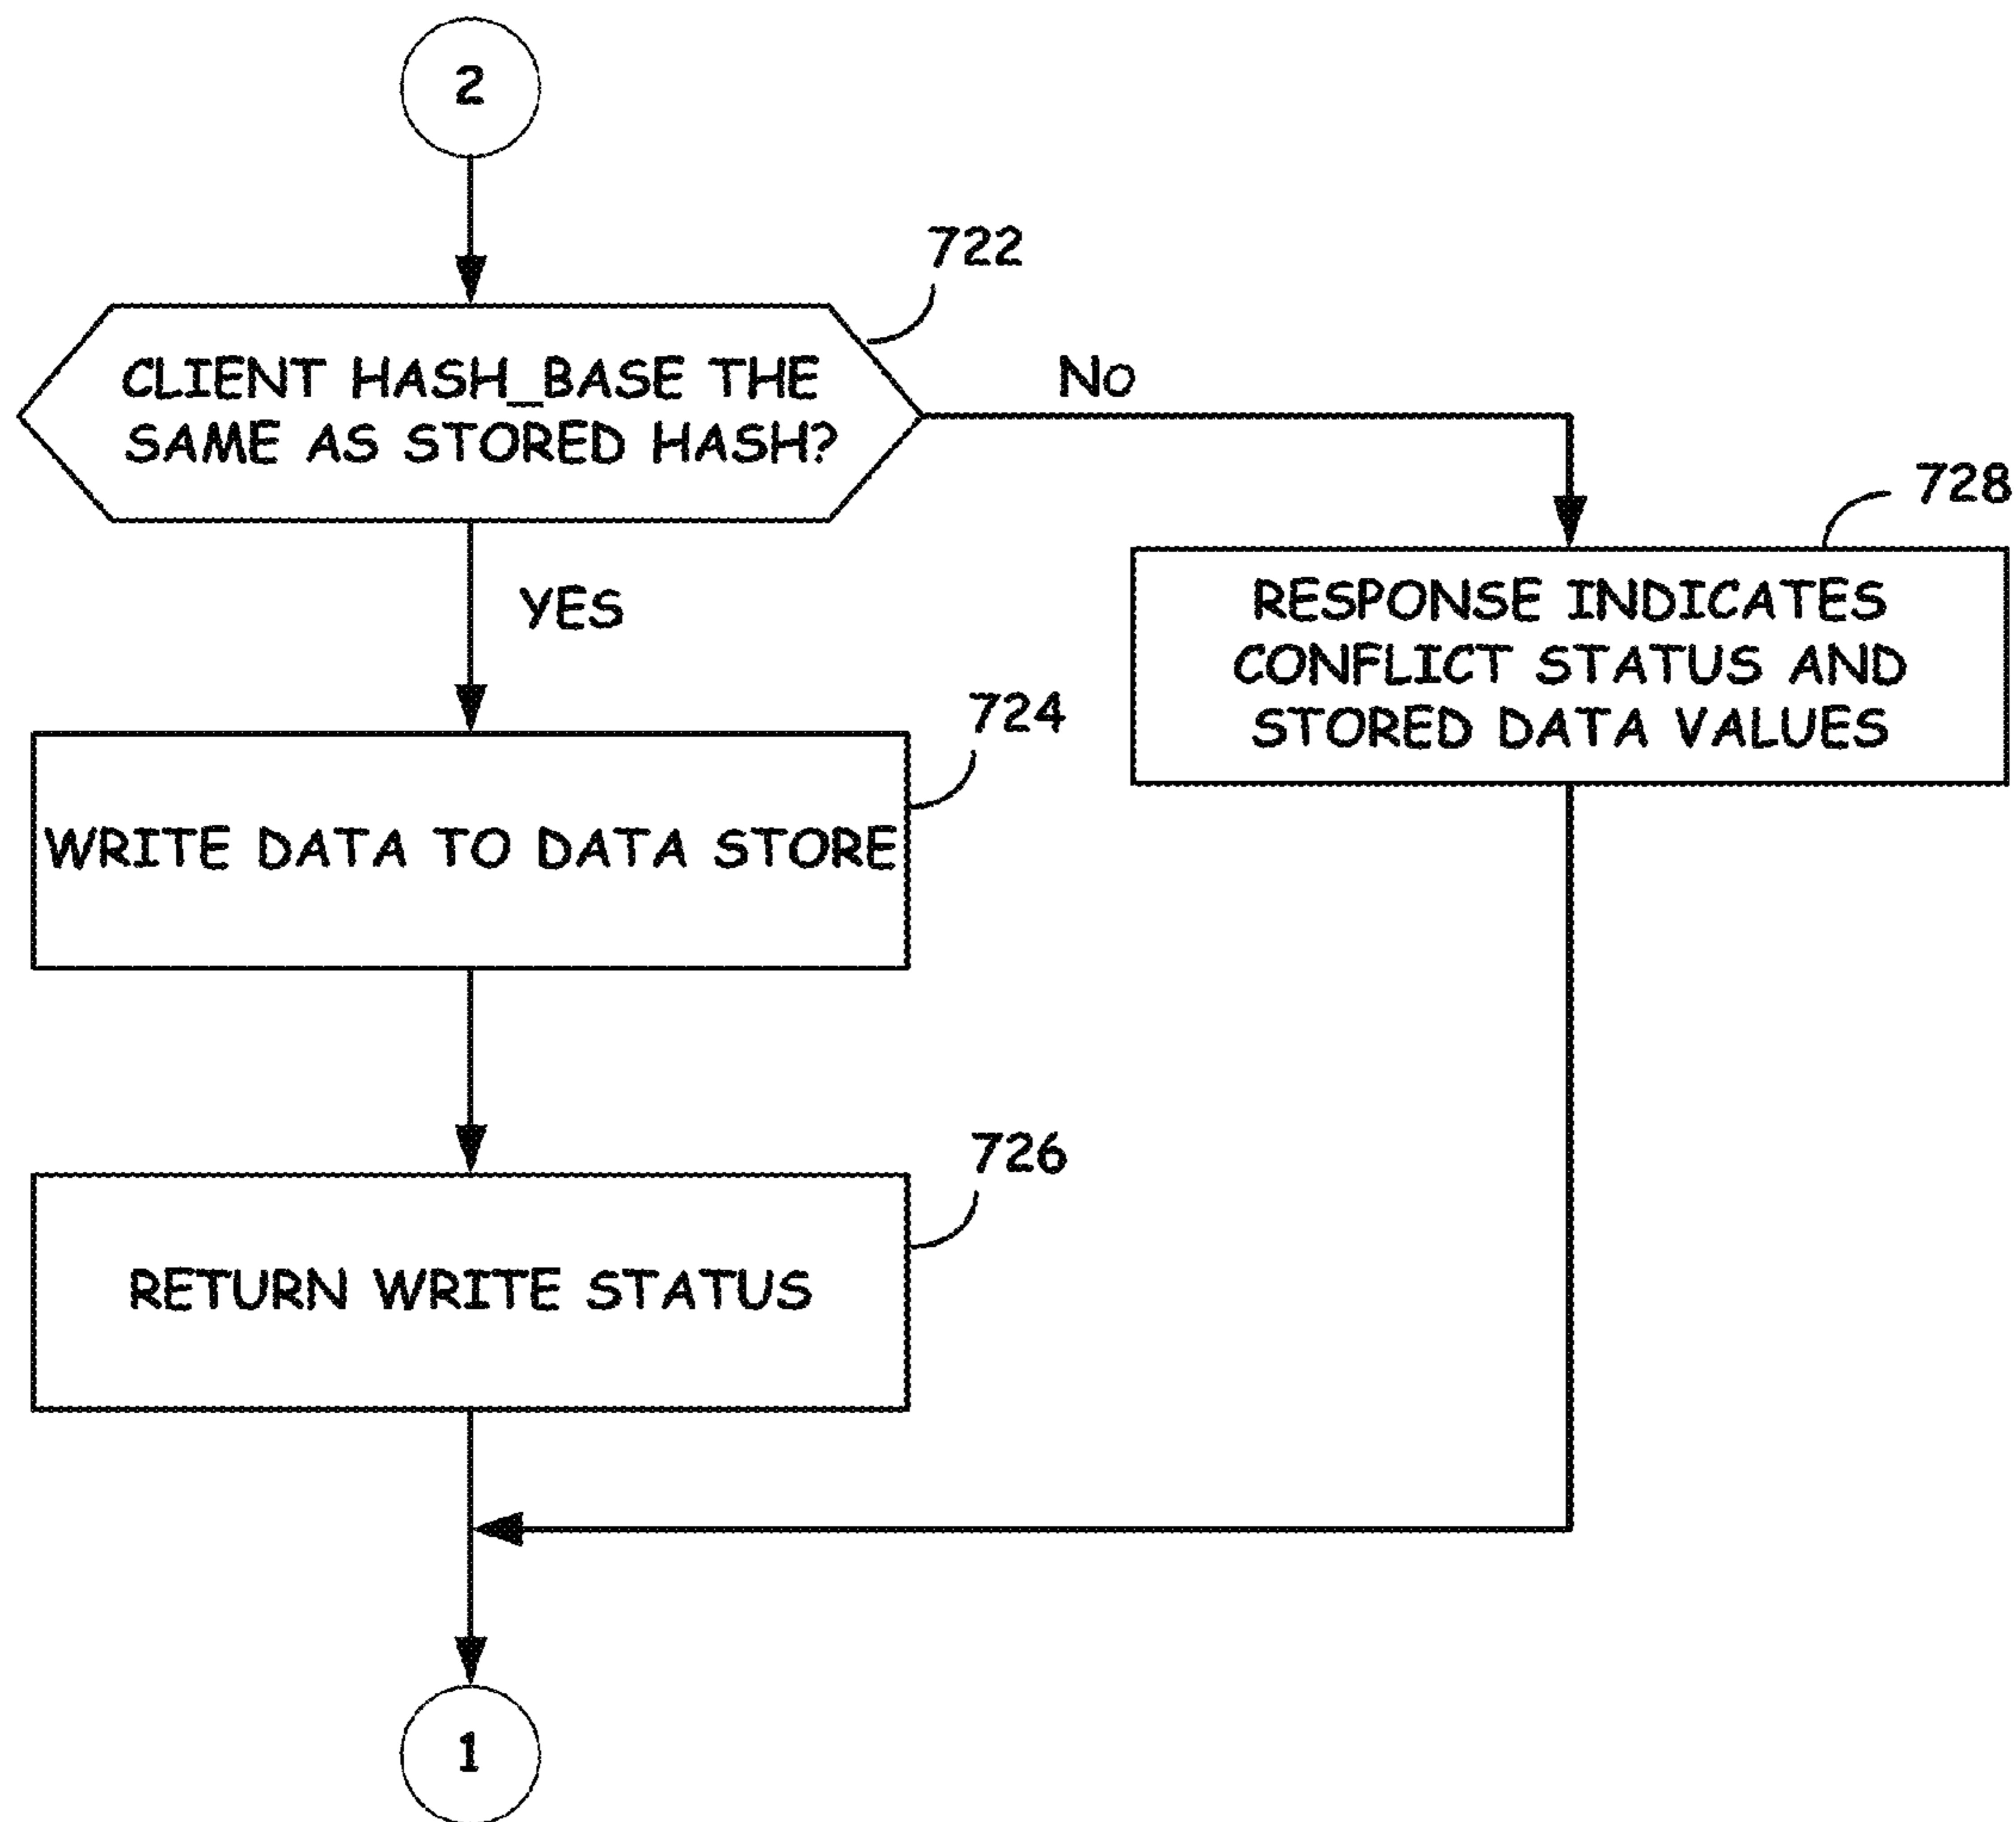 2
722
CLIENT HASH_BASE THE
SAME AS STORED HASH?
NO
728
RESPONSE INDICATES
CONFLICT STATUS AND
STORED DATA VALUES
YES
724
WRITE DATA TO DATA STORE
726
RETURN WRITE STATUS
1